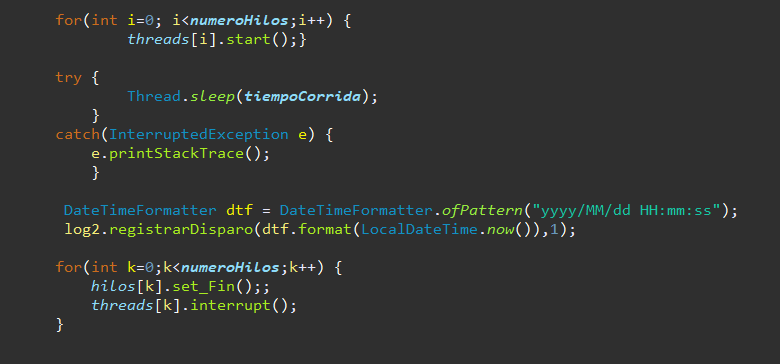 for(int i=0; i<numeroHilos;i++) {
threads[i].start();}
try {
Thread.sleep(tiempoCorrida);
}
catch(InterruptedException e) {
e.printStackTrace();
}
DateTimeFormatter dtf = DateTimeFormatter.ofPattern("yyyy/MM/dd HH:mm:ss");
log2.registrarDisparo(dtf.format(LocalDateTime.now()),1);
for(int k=0;k<numeroHilos;k++) {
hilos[k].set_Fin();;
threads[k].interrupt();
}